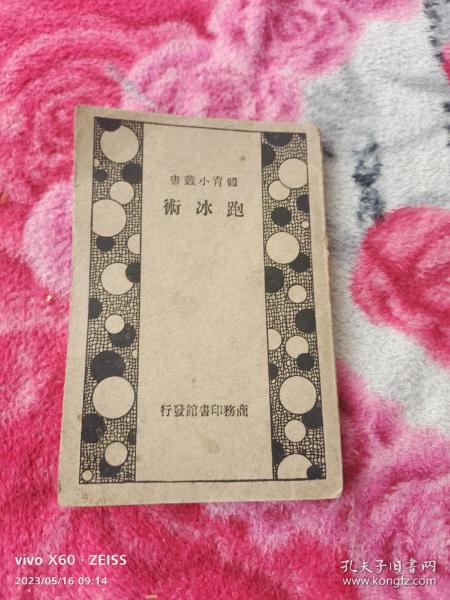 體育小叢書
跑冰術
商務印書館發行
vivo X60 · ZEISS
2023/05/16 09:14
孔夫子旧书网
www.kongfz.com